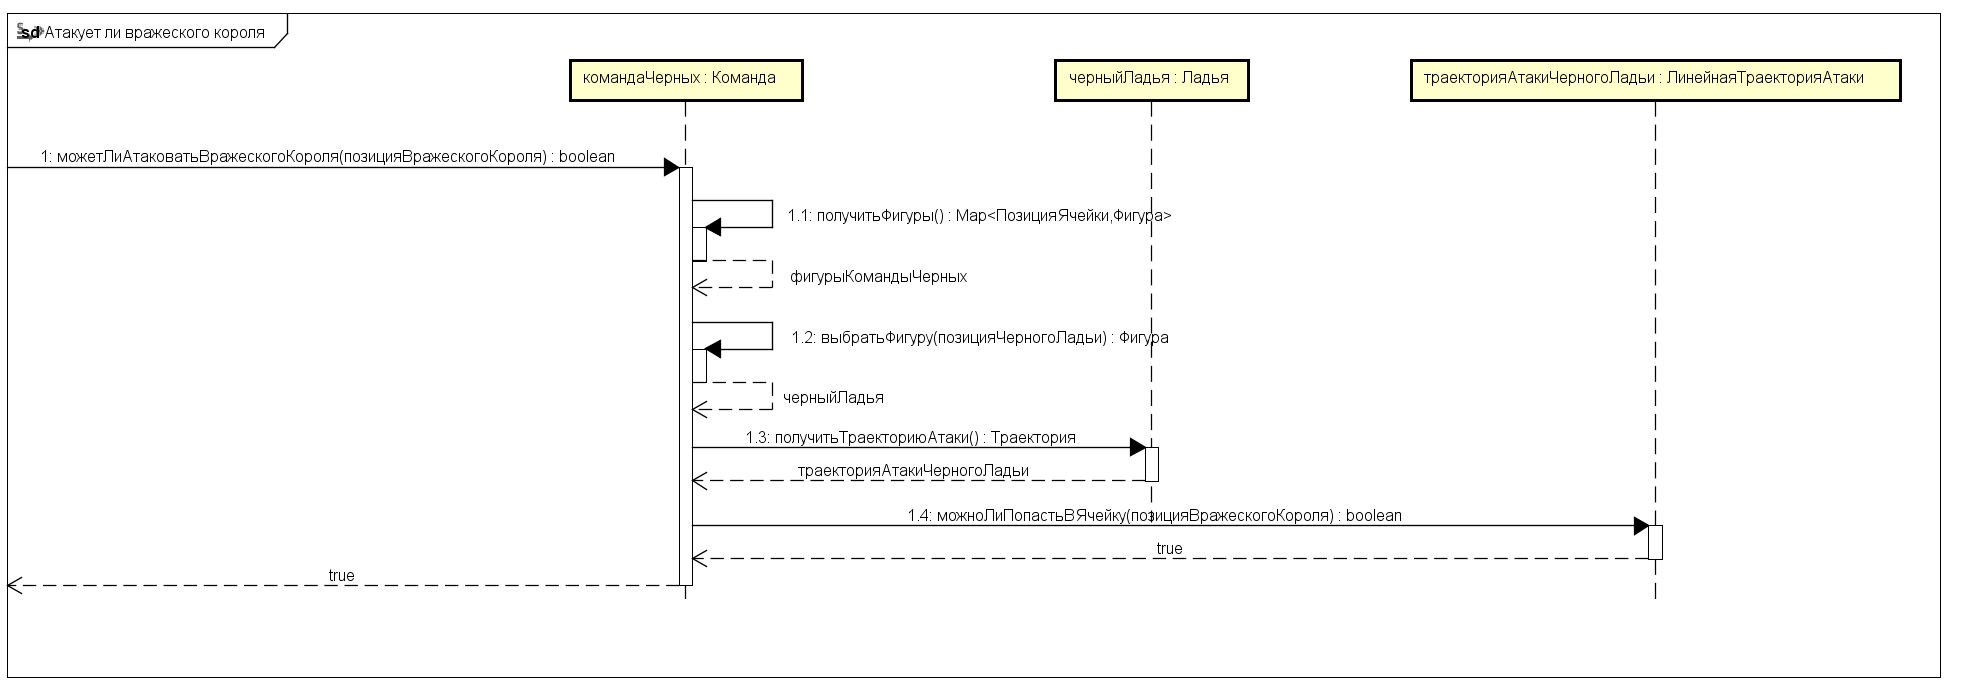 sd Атакует ли вражеского короля
командаЧерных : Команда
черныйЛадья : Ладья
траекторияАтакиЧерногоЛадьи : ЛинейнаяТраекторияАтаки
1: можетЛиАтаковатьВражескогоКороля(позицияВражескогоКороля) : boolean
1.1: получитьФигуры() : Map<ПозицияЯчейки,Фигура>
фигурыКомандыЧерных
1.2: выбратьФигуру(позицияЧерногоЛадьи) : Фигура
черныйЛадья
1.3: получитьТраекториюАтаки() : Траектория
траекторияАтакиЧерногоЛадьи
1.4: можноЛиПопастьВЯчейку(позицияВражескогоКороля) : boolean
true
true